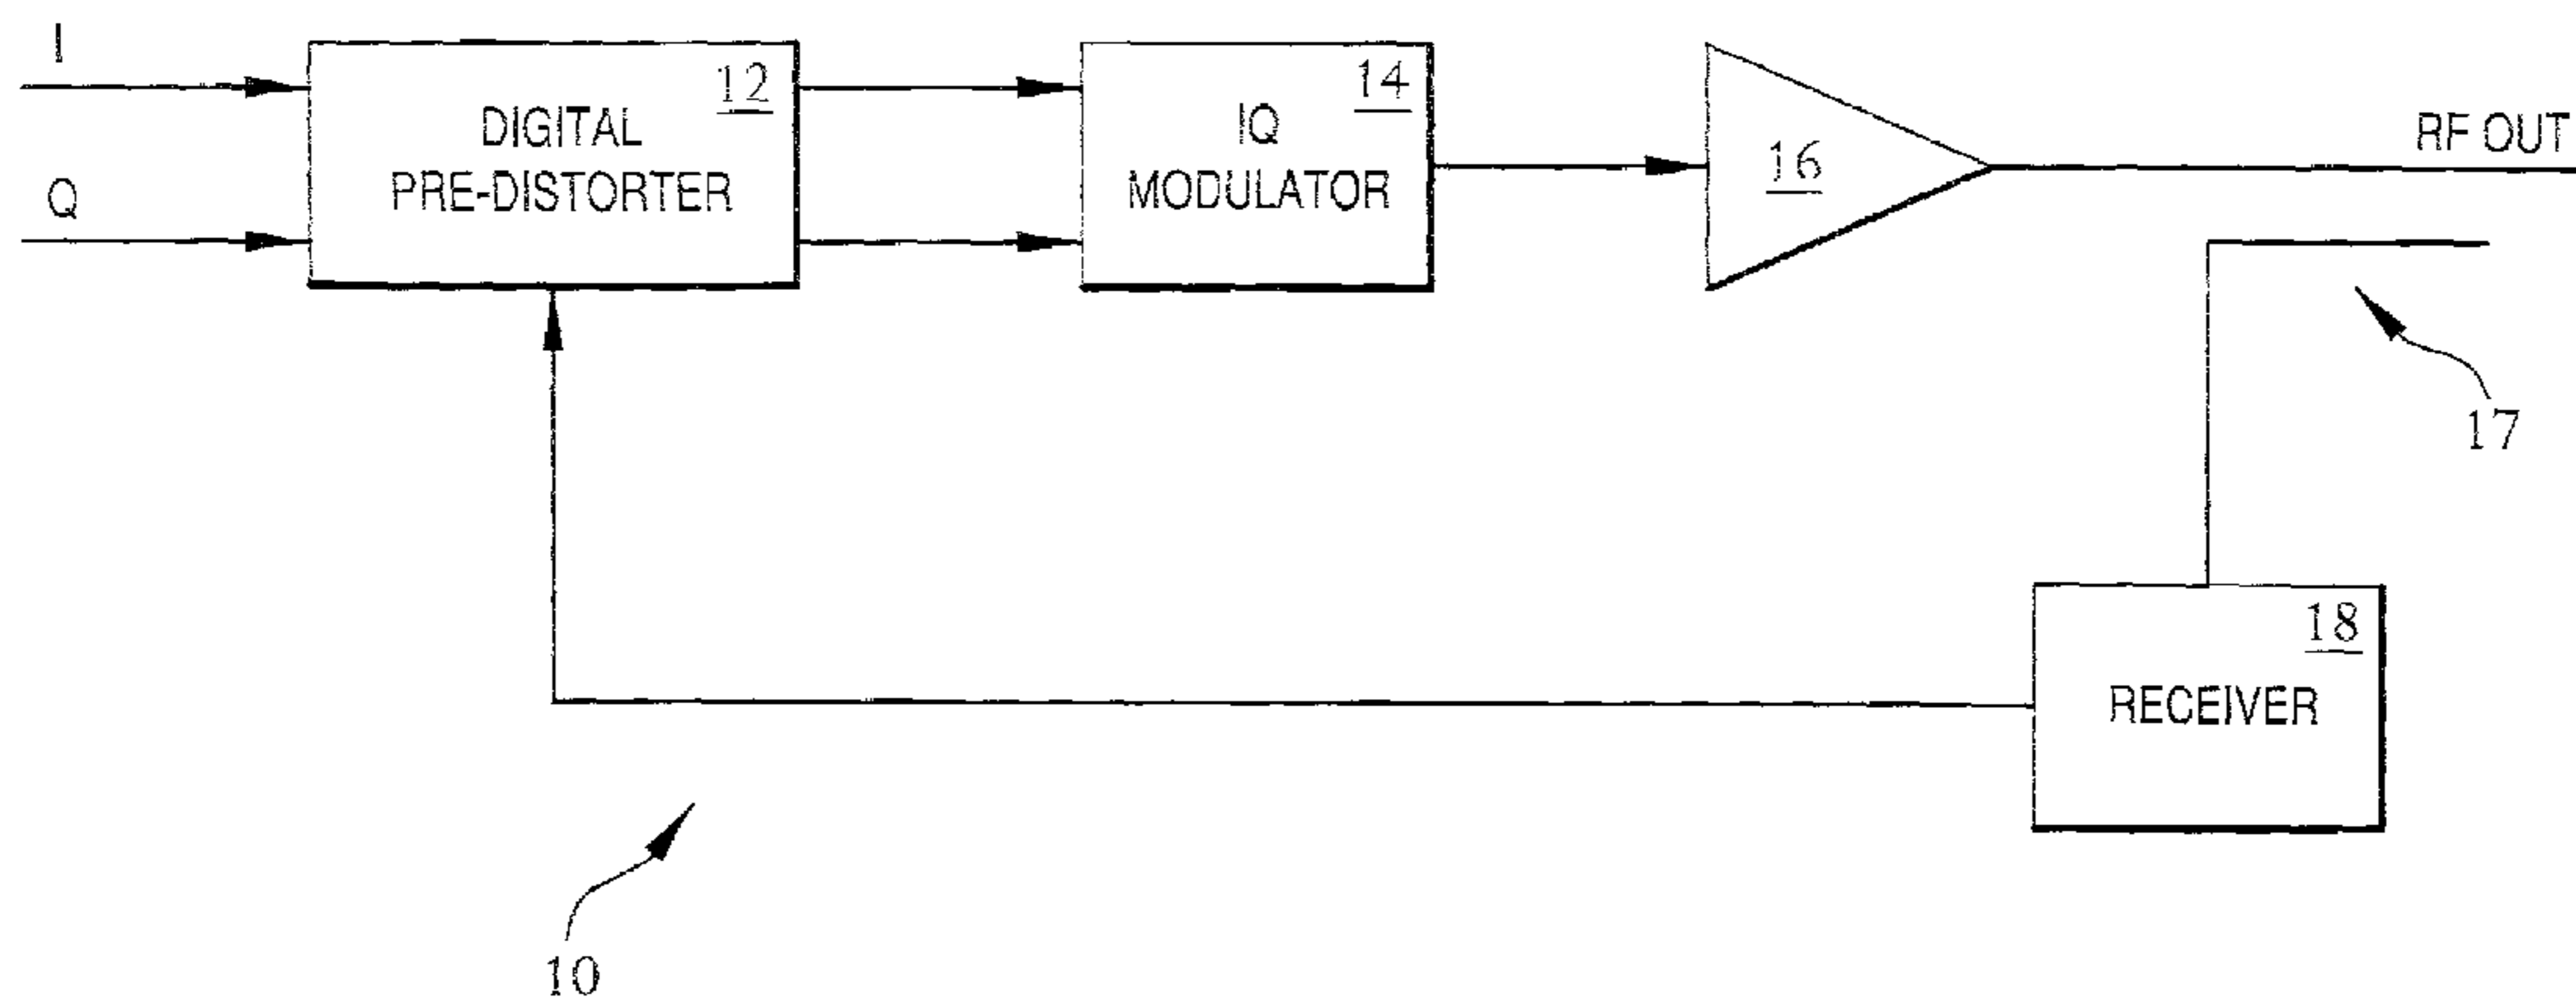 I
12
14
DIGITAL
PRE-DISTORTER
IQ
MODULATOR
16
RF OUT
Q
17
18
RECEIVER
10